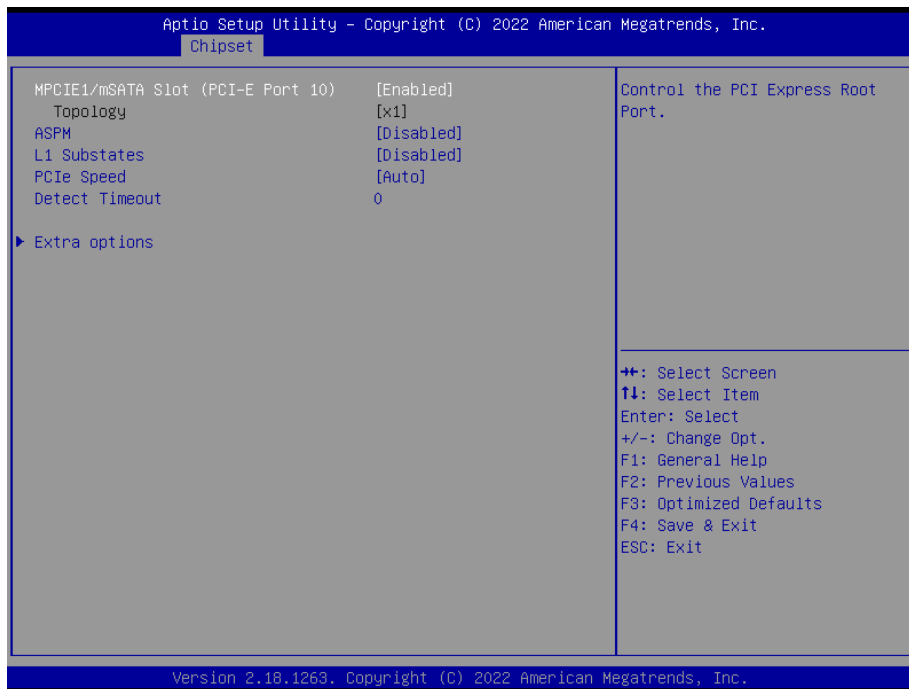 Aptio Setup Utility – Copyright (C) 2022 American Megatrends, Inc.
Chipset
MPCIE1/mSATA Slot (PCI-E Port 10) [Enabled]
Topology [x1]
ASPM [Disabled]
L1 Substates [Disabled]
PCIe Speed [Auto]
Detect Timeout 0
Extra options
Control the PCI Express Root
Port.
→←: Select Screen
↑↓: Select Item
Enter: Select
+/-: Change Opt.
F1: General Help
F2: Previous Values
F3: Optimized Defaults
F4: Save & Exit
ESC: Exit
Version 2.18.1263. Copyright (C) 2022 American Megatrends, Inc.